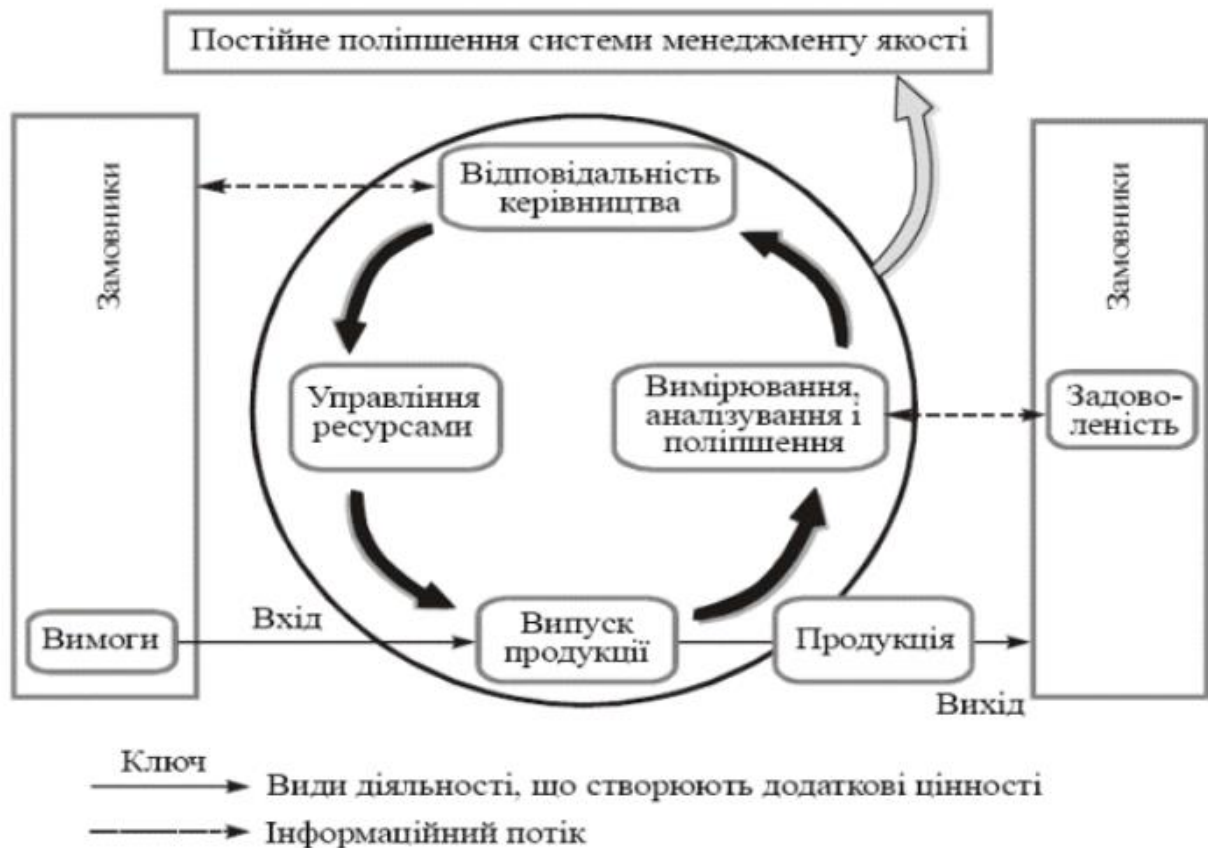 Постійне поліпшення системи менеджменту якості
Замовники
Відповідальність
керівництва
Замовники
Управління
ресурсами
Вимірювання,
аналізування і
поліпшення
Задово-
леність
Вимоги
Вхід
Випуск
продукції
Продукція
Вихід
Ключ
Види діяльності, що створюють додаткові цінності
Інформаційний потік